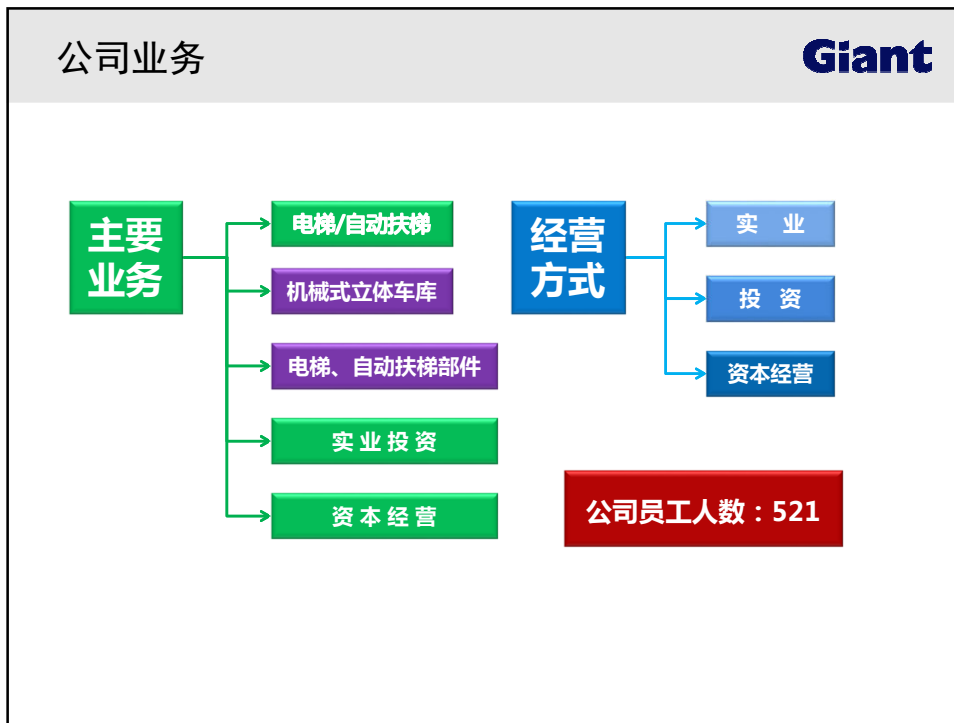 公司业务
Giant
主要
业务
电梯/自动扶梯
机械式立体车库
电梯、自动扶梯部件
实业投资
资本经营
经营
方式
实 业
投 资
资本经营
公司员工人数：521